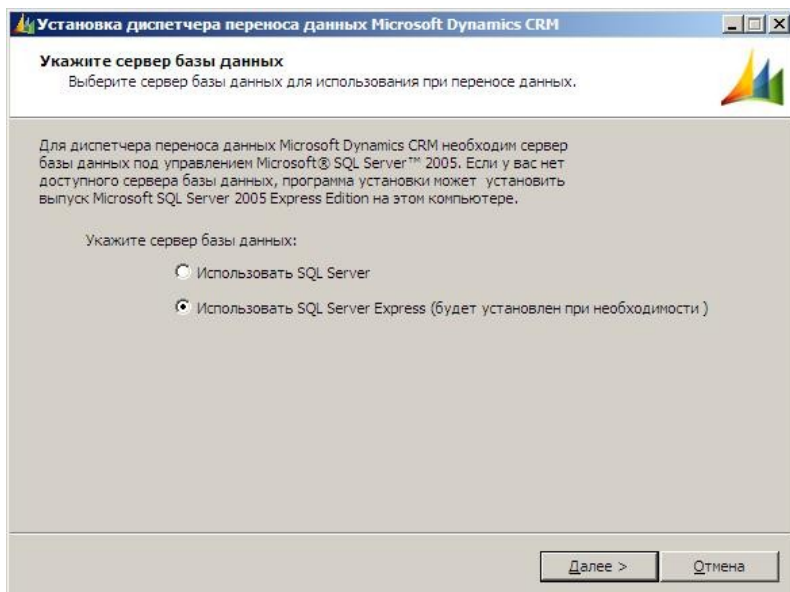 Установка диспетчера переноса данных Microsoft Dynamics CRM
Укажите сервер базы данных
Выберите сервер базы данных для использования при переносе данных.
Для диспетчера переноса данных Microsoft Dynamics CRM необходим сервер
базы данных под управлением Microsoft® SQL Server™ 2005. Если у вас нет
доступного сервера базы данных, программа установки может установить
выпуск Microsoft SQL Server 2005 Express Edition на этом компьютере.
Укажите сервер базы данных:
Использовать SQL Server
Использовать SQL Server Express (будет установлен при необходимости )
Далее >
Отмена